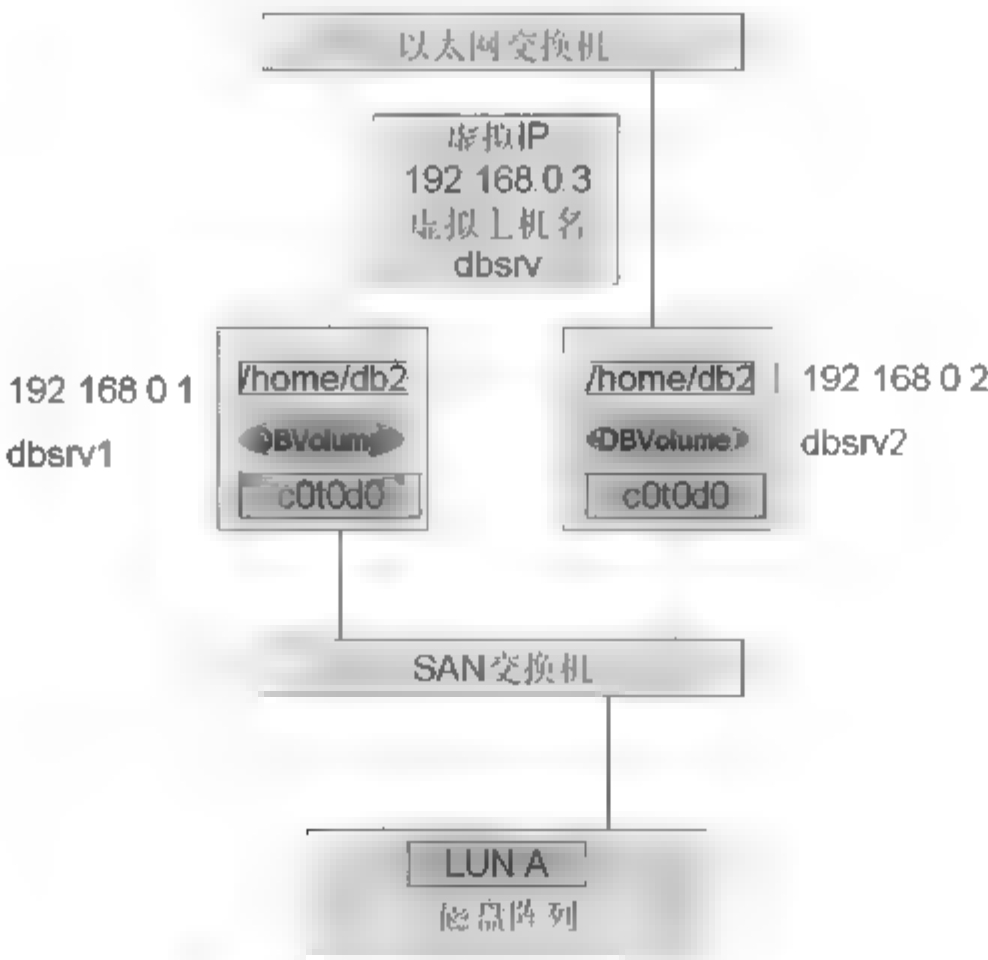 以太网交换机
虚拟IP
192 168.0.3
虚拟主机名
dbsrv
192 168 0 1
dbsrv1
/home/db2
DBVolume
c0t0d0
/home/db2
DBVolume
c0t0d0
192 168 0 2
dbsrv2
SAN交换机
LUN A
磁盘阵列